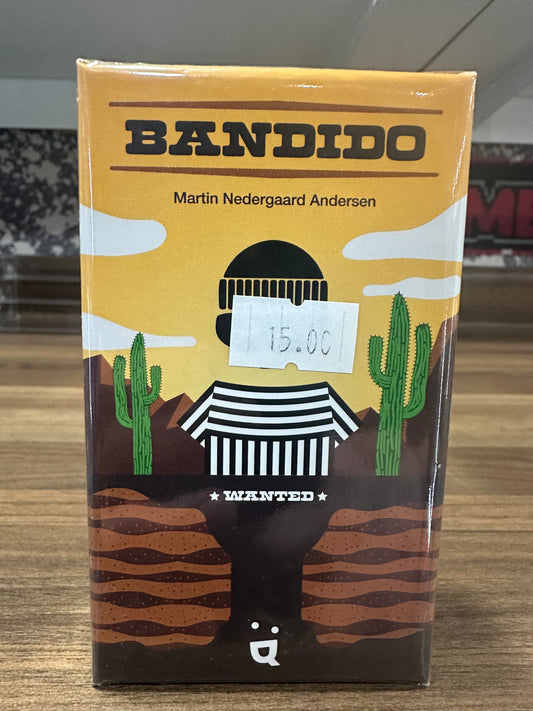 BANDIDO
Martin Nedergaard Andersen
15.00
WANTED